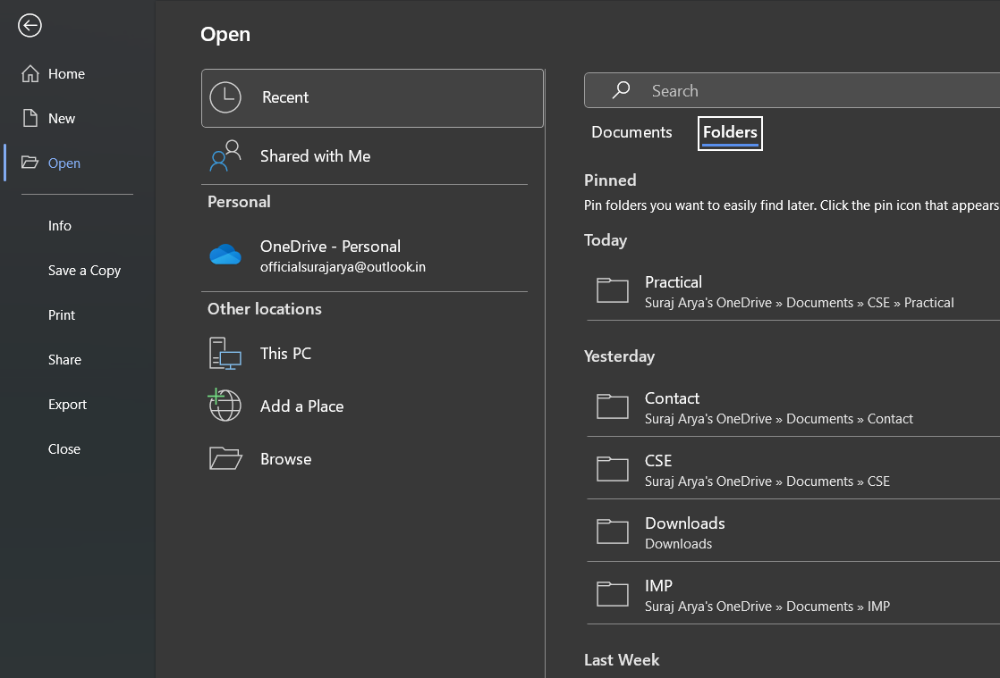 Home
New
Open
Info
Save a Copy
Print
Share
Export
Close
Open
Recent
Shared with Me
Personal
OneDrive - Personal
officialsurajarya@outlook.in
Other locations
This PC
Add a Place
Browse
Search
Documents
Folders
Pinned
Pin folders you want to easily find later. Click the pin icon that appears
Today
Practical
Suraj Arya's OneDrive » Documents » CSE » Practical
Yesterday
Contact
Suraj Arya's OneDrive » Documents » Contact
CSE
Suraj Arya's OneDrive » Documents » CSE
Downloads
Downloads
IMP
Suraj Arya's OneDrive » Documents » IMP
Last Week